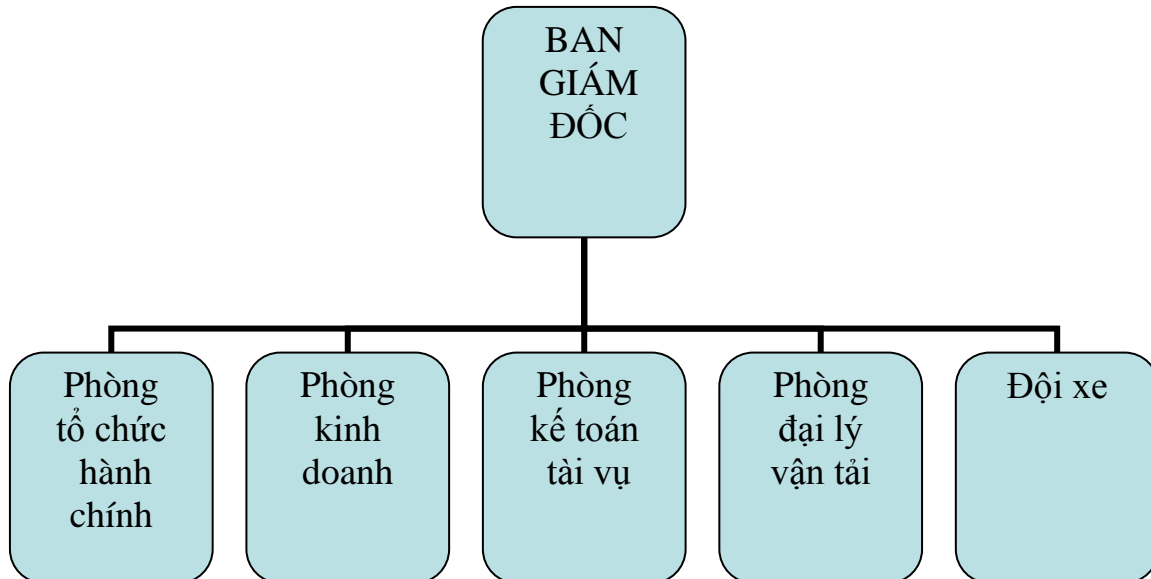 BAN
GIÁM
ĐỐC
Phòng
tổ chức
hành
chính
Phòng
kinh
doanh
Phòng
kế toán
tài vụ
Phòng
đại lý
vận tải
Đội xe